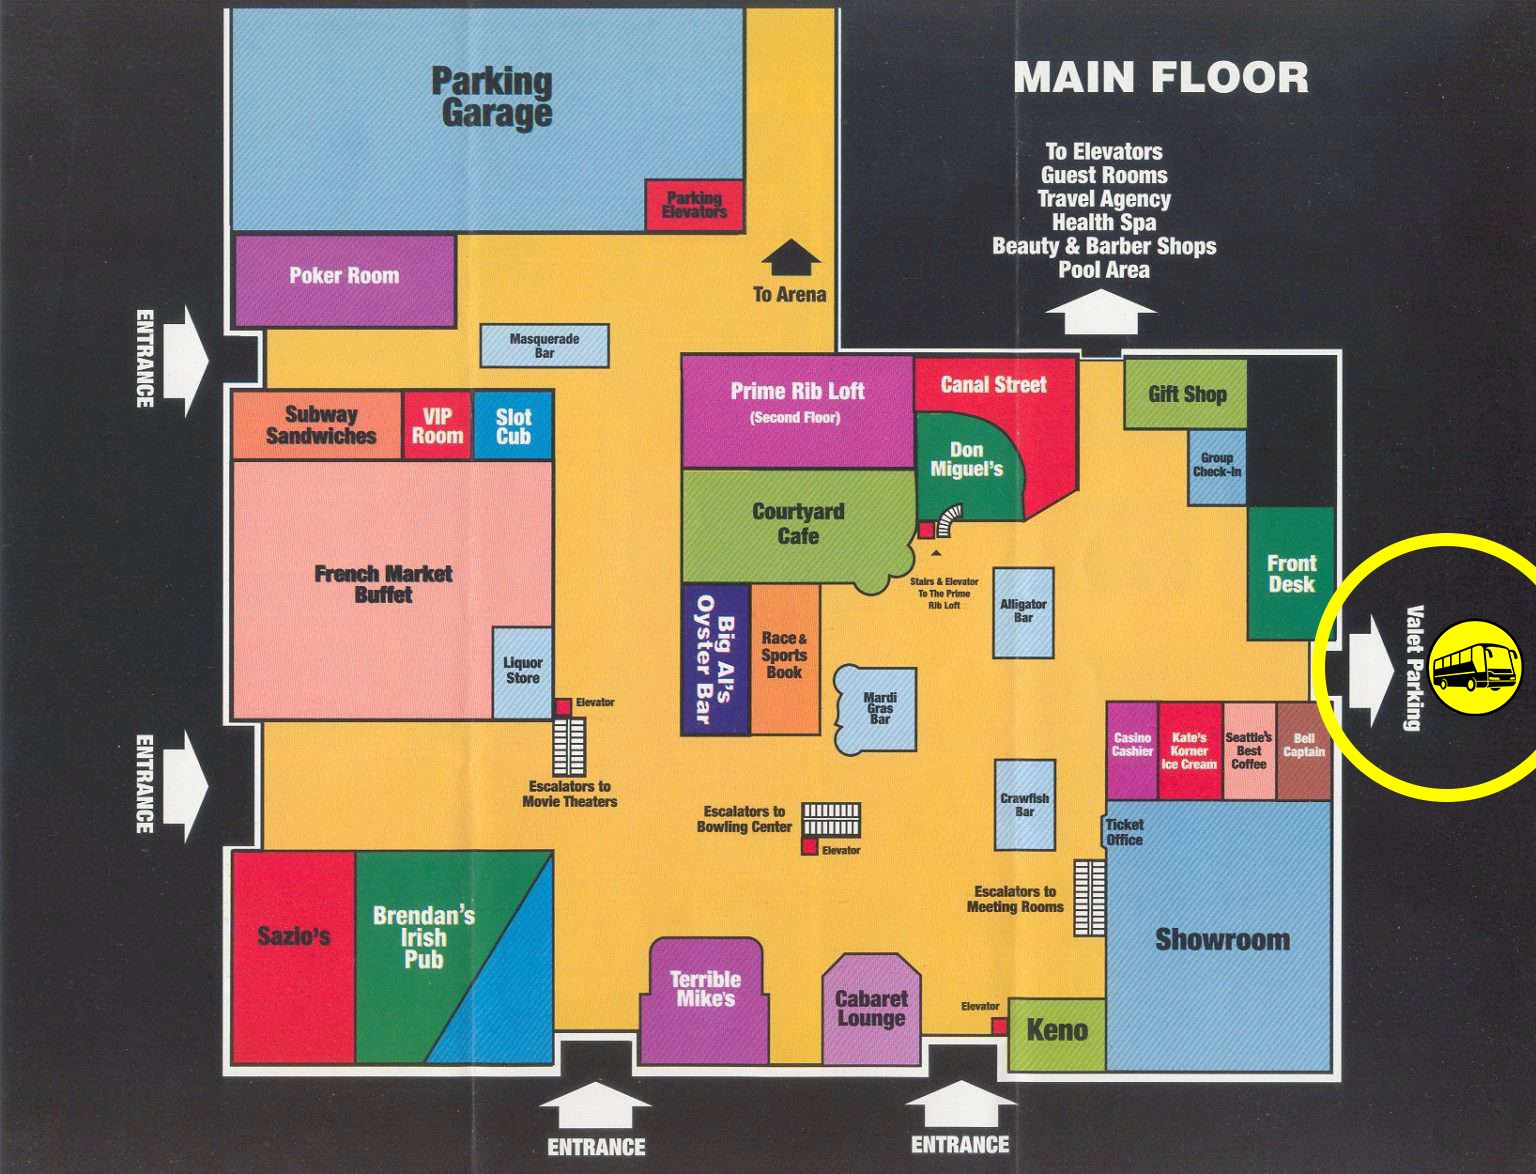 MAIN FLOOR
Parking
Garage
Parking
Elevators
To Elevators
Guest Rooms
Travel Agency
Health Spa
Beauty & Barber Shops
Pool Area
Poker Room
To Arena
ENTRANCE
Masquerade
Bar
Subway
Sandwiches
VIP
Room
Slot
Cub
Prime Rib Loft
(Second Floor)
Canal Street
Don
Miguel's
Gift Shop
Group
Check-In
Courtyard
Cafe
French Market
Buffet
Front
Desk
Stairs & Elevator
To The Prime
Rib Loft
Alligator
Bar
Big Al's
Oyster Bar
Race &
Sports
Book
Liquor
Store
Mardi
Gras
Bar
Valet Parking
Elevator
ENTRANCE
Escalators to
Movie Theaters
Casino
Cashier
Kate's
Korner
Ice Cream
Seattle's
Best
Coffee
Bell
Captain
Escalators to
Bowling Center
Elevator
Crawfish
Bar
Ticket
Office
Escalators to
Meeting Rooms
Sazio's
Brendan's
Irish
Pub
Showroom
Terrible
Mike's
Cabaret
Lounge
Elevator
Keno
ENTRANCE
ENTRANCE